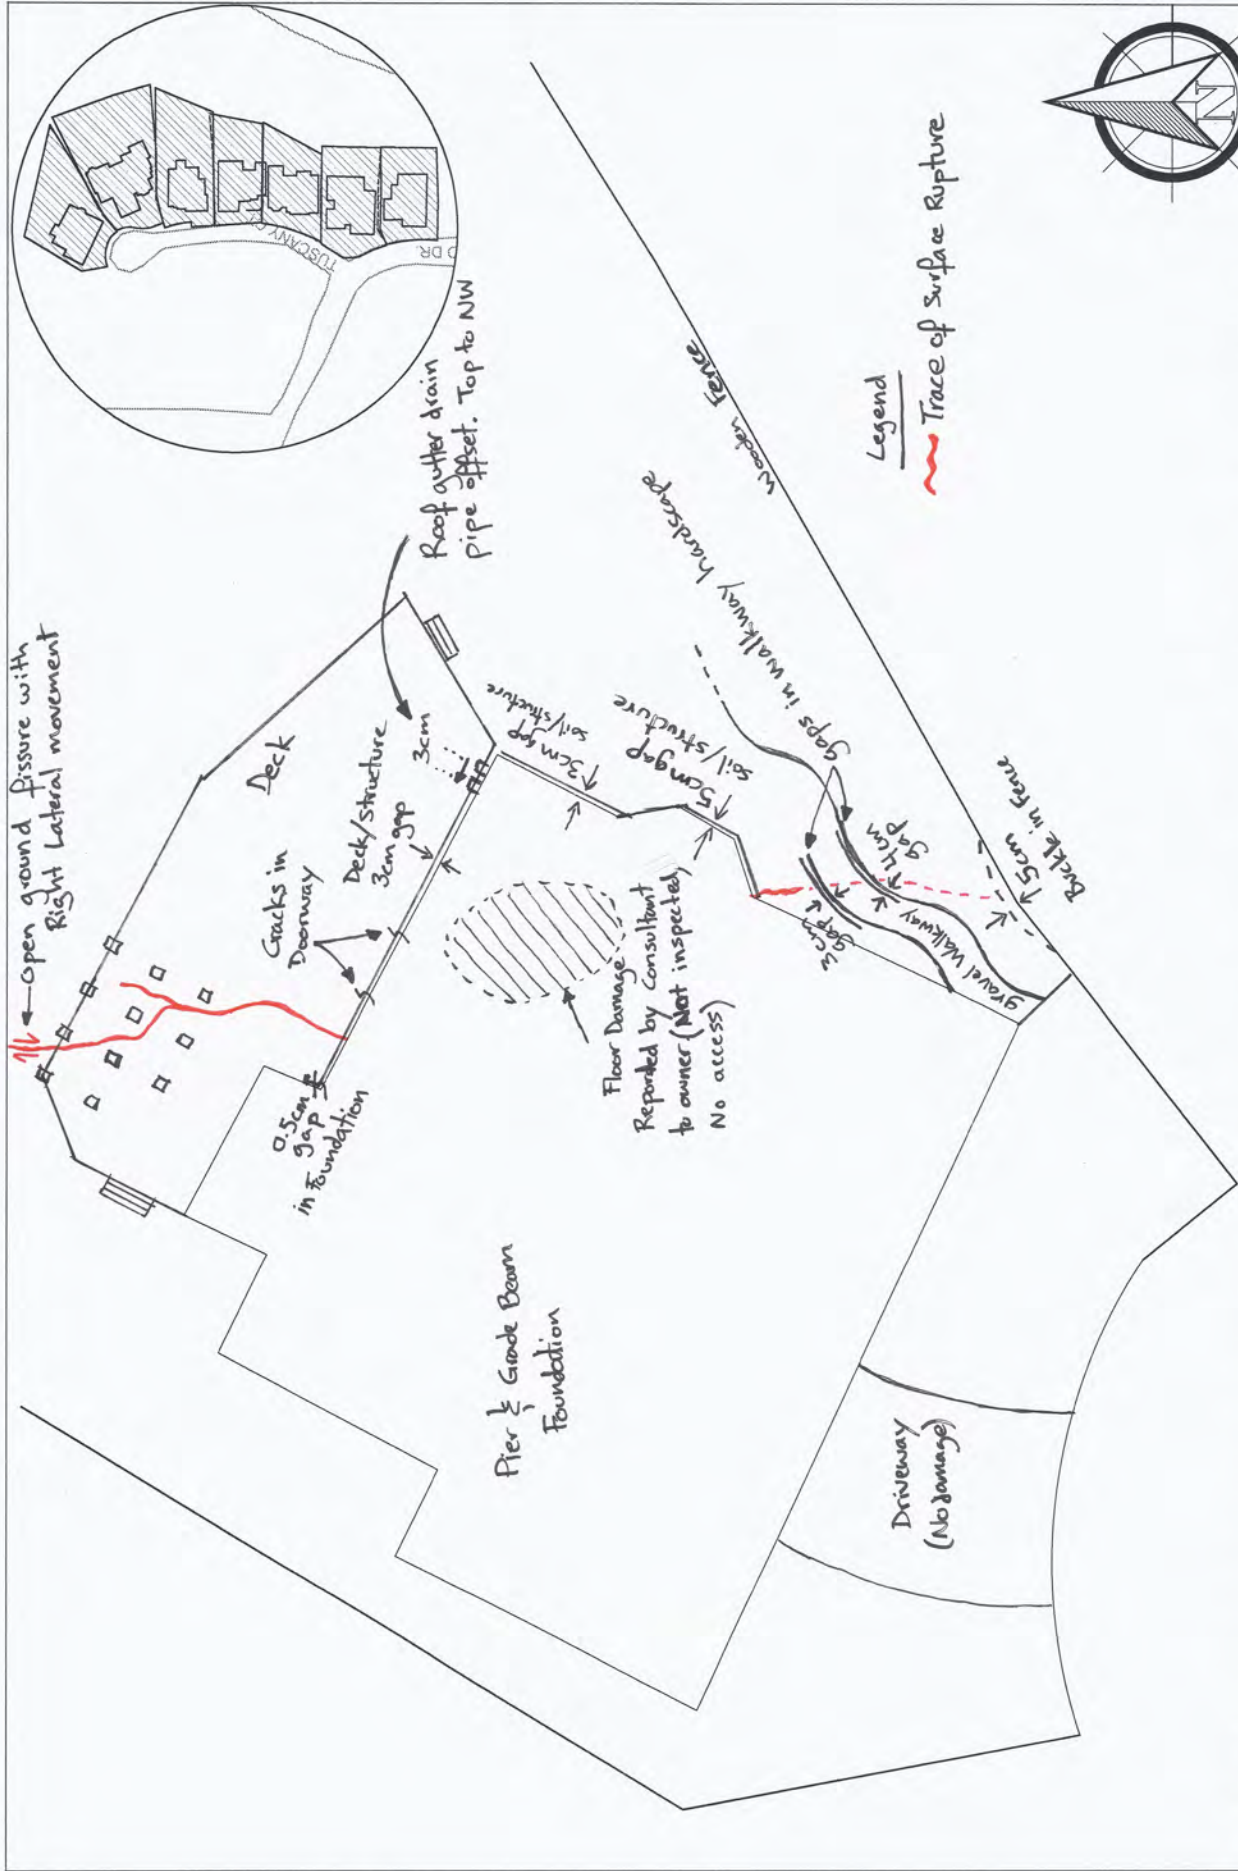 TUSCANY C
O DR.
Open ground fissure with
Right Lateral movement
Deck
Roof gutter drain
pipe offset. Top to NW
Cracks in
Doorway
Deck/structure
3cm gap
3cm
0.5cm
gap
in Foundation
3cm gap
soil/structure
5cm gap
soil/structure
Floor Damage
Reported by Consultant
to owner (Not inspected,
No access)
Pier & Grade Beam
Foundation
gaps in walkway hardscape
3cm
gap
4cm
gap
gravel walkway
Wooden Fence
5cm
Buckle in fence
Driveway
(No damage)
Legend
Trace of Surface Rupture
N